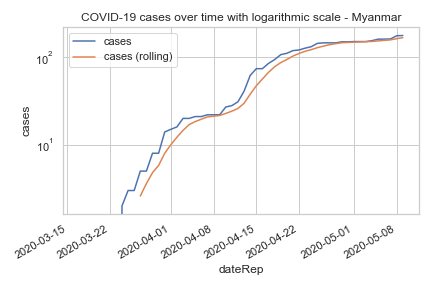 COVID-19 cases over time with logarithmic scale - Myanmar
cases
cases (rolling)
10²
10¹
cases
2020-03-15
2020-03-22
2020-04-01
2020-04-08
2020-04-15
2020-04-22
2020-05-01
2020-05-08
dateRep